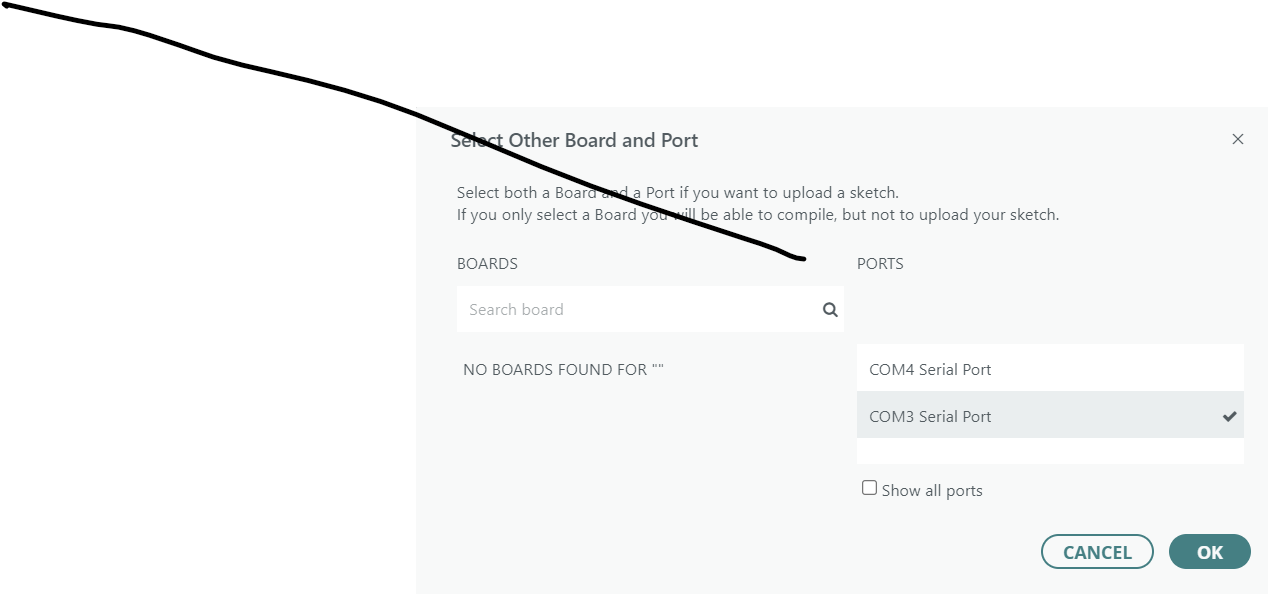 Select Other Board and Port
Select both a Board and a Port if you want to upload a sketch.
If you only select a Board you will be able to compile, but not to upload your sketch.
BOARDS
Search board
NO BOARDS FOUND FOR ""
PORTS
COM4 Serial Port
COM3 Serial Port
Show all ports
CANCEL
OK